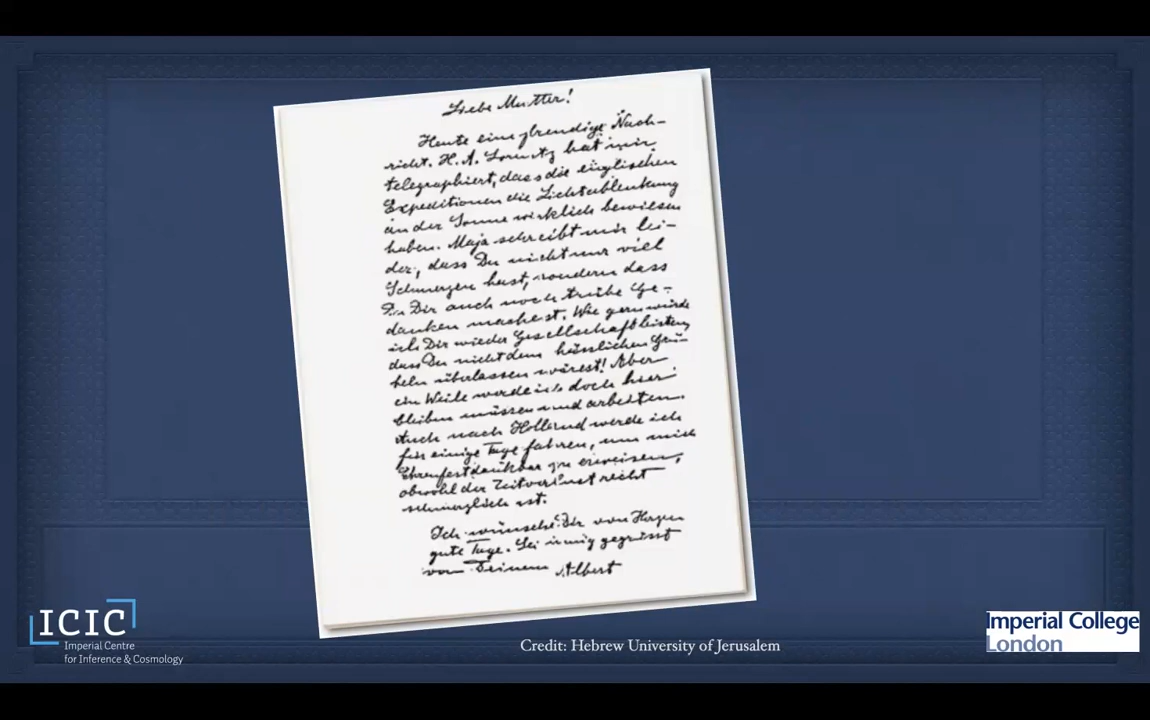 Liebe Mutter!
Heute eine freudige Nach-
richt. H. A. Lorentz hat mir
telegraphiert, dass die englischen
Expeditionen die Lichtablenkung
an der Sonne wirklich bewiesen
haben. Maja schreibt mir lei-
der, dass Du nicht nur viel
Schmerzen hast, sondern dass
Du Dir auch noch trübe Ge-
danken machest. Wie gern würde
ich Dir wieder Gesellschaft leisten,
dass Du nicht dem hässlichen Grü-
beln überlassen wärest! Aber
ein Weile werde ich doch hier
bleiben müssen und arbeiten.
Auch nach Holland werde ich
für einige Tage fahren, um mich
Ehrenfest dankbar zu erweisen,
obwohl der Zeitverlust recht
schmerzlich ist.
Ich wünsche Dir von Herzen
gute Tage. Sei innig gegrüsst
von Deinem Albert
ICIC
Imperial Centre
for Inference & Cosmology
Credit: Hebrew University of Jerusalem
Imperial College
London